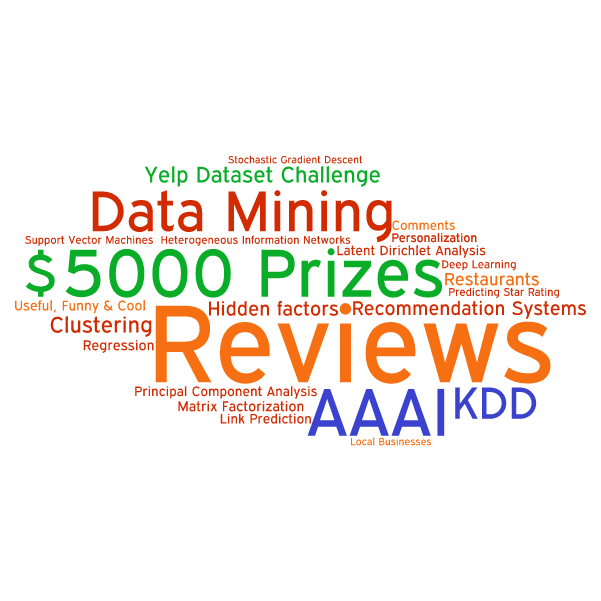 Stochastic Gradient Descent
Yelp Dataset Challenge
Data Mining
Comments
Support Vector Machines
Heterogeneous Information Networks
Personalization
Latent Dirichlet Analysis
$5000 Prizes
Deep Learning
Restaurants
Predicting Star Rating
Useful, Funny & Cool
Hidden factors
Recommendation Systems
Clustering
Reviews
Regression
Principal Component Analysis
AAAI
KDD
Matrix Factorization
Link Prediction
Local Businesses